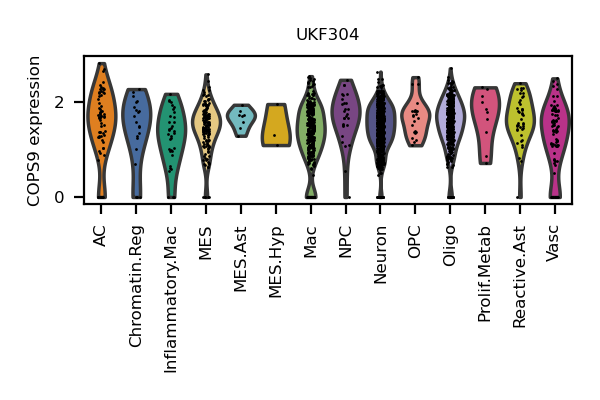 UKF304
COPS9 expression
2
0
AC
Chromatin.Reg
Inflammatory.Mac
MES
MES.Ast
MES.Hyp
Mac
NPC
Neuron
OPC
Oligo
Prolif.Metab
Reactive.Ast
Vasc